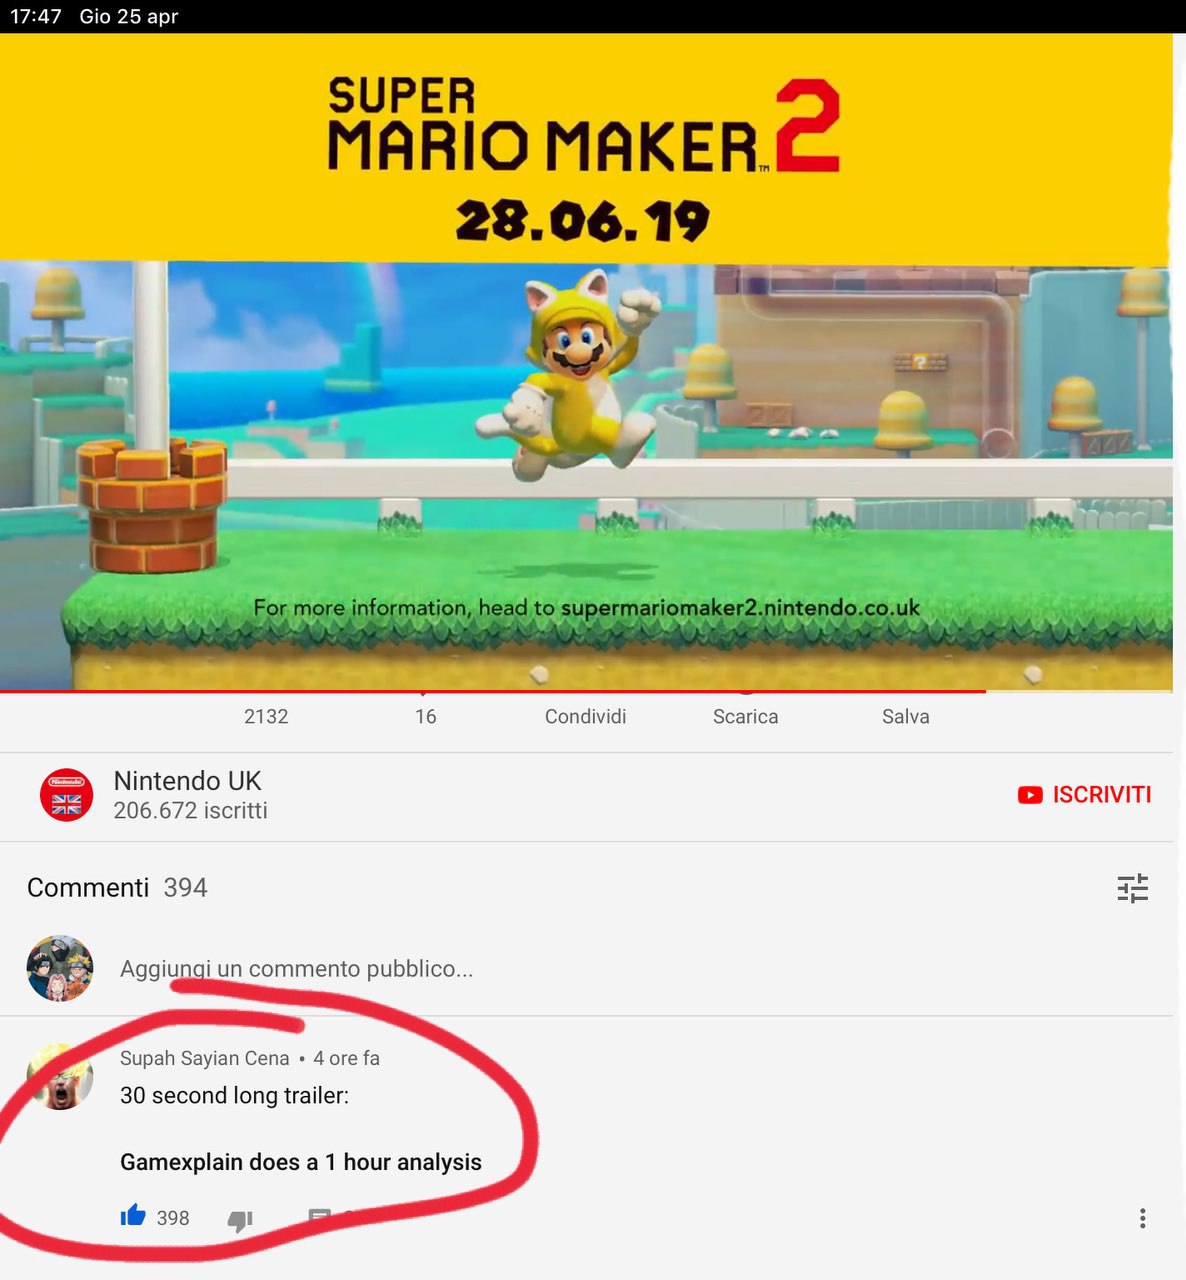 17:47 Gio 25 apr
SUPER
MARIO MAKER™ 2
28.06.19
?
For more information, head to supermariomaker2.nintendo.co.uk
2132 16 Condividi Scarica Salva
Nintendo
Nintendo UK
206.672 iscritti
ISCRIVITI
Commenti 394
Aggiungi un commento pubblico...
Supah Sayian Cena • 4 ore fa
30 second long trailer:
Gamexplain does a 1 hour analysis
398